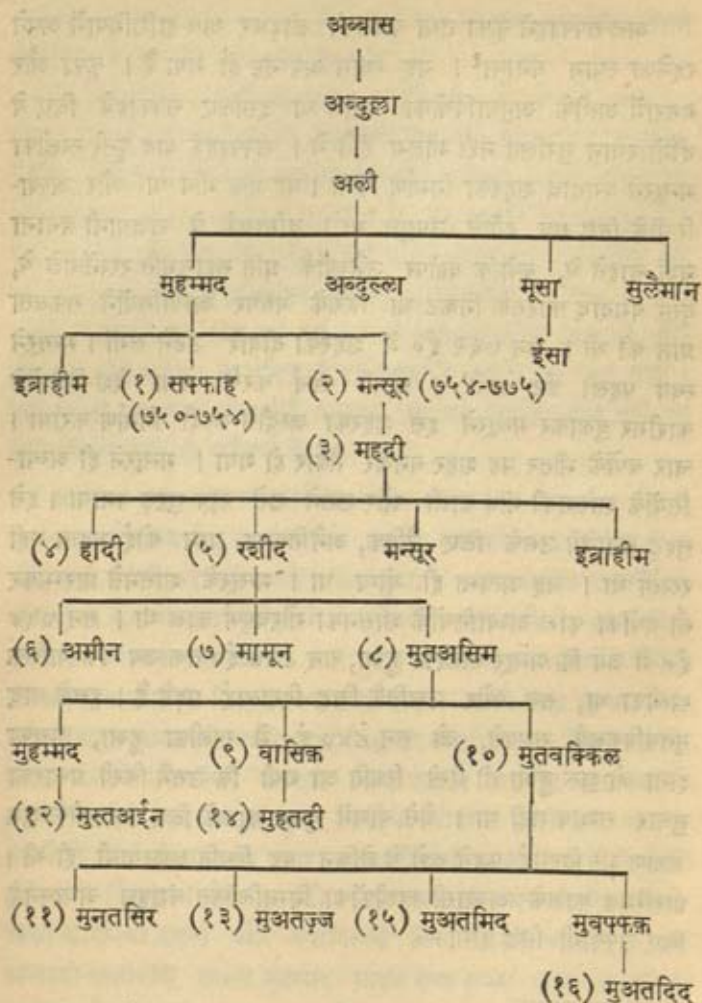 अब्बास
अब्दुला
अली
मुहम्मद अब्दुल्ला मूसा सुलैमान
इब्राहीम (१) सफ्फाह (२) मन्सूर (७५४-७७५) ईसा
(७५०-७५४)
(३) महदी
(४) हादी (५) रशीद मन्सूर इब्राहीम
(६) अमीन (७) मामून (८) मुतअसिम
मुहम्मद (९) वासिक़ (१०) मुतवक्किल
(१२) मुस्तअईन (१४) मुहतदी
(११) मुनतसिर (१३) मुअतज़्ज (१५) मुअतमिद मुवफ्फक़
(१६) मुअतदिद